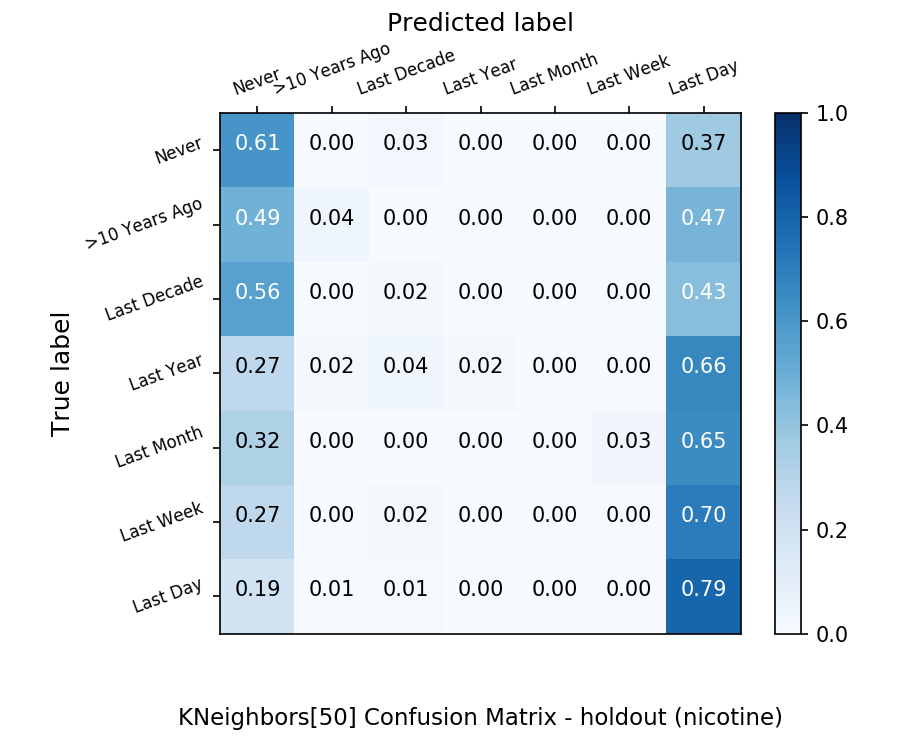 Predicted label
Never >10 Years Ago Last Decade Last Year Last Month Last Week Last Day
True label
Never 0.61 0.00 0.03 0.00 0.00 0.00 0.37
>10 Years Ago 0.49 0.04 0.00 0.00 0.00 0.00 0.47
Last Decade 0.56 0.00 0.02 0.00 0.00 0.00 0.43
Last Year 0.27 0.02 0.04 0.02 0.00 0.00 0.66
Last Month 0.32 0.00 0.00 0.00 0.00 0.03 0.65
Last Week 0.27 0.00 0.02 0.00 0.00 0.00 0.70
Last Day 0.19 0.01 0.01 0.00 0.00 0.00 0.79
1.0
0.8
0.6
0.4
0.2
0.0
KNeighbors[50] Confusion Matrix - holdout (nicotine)